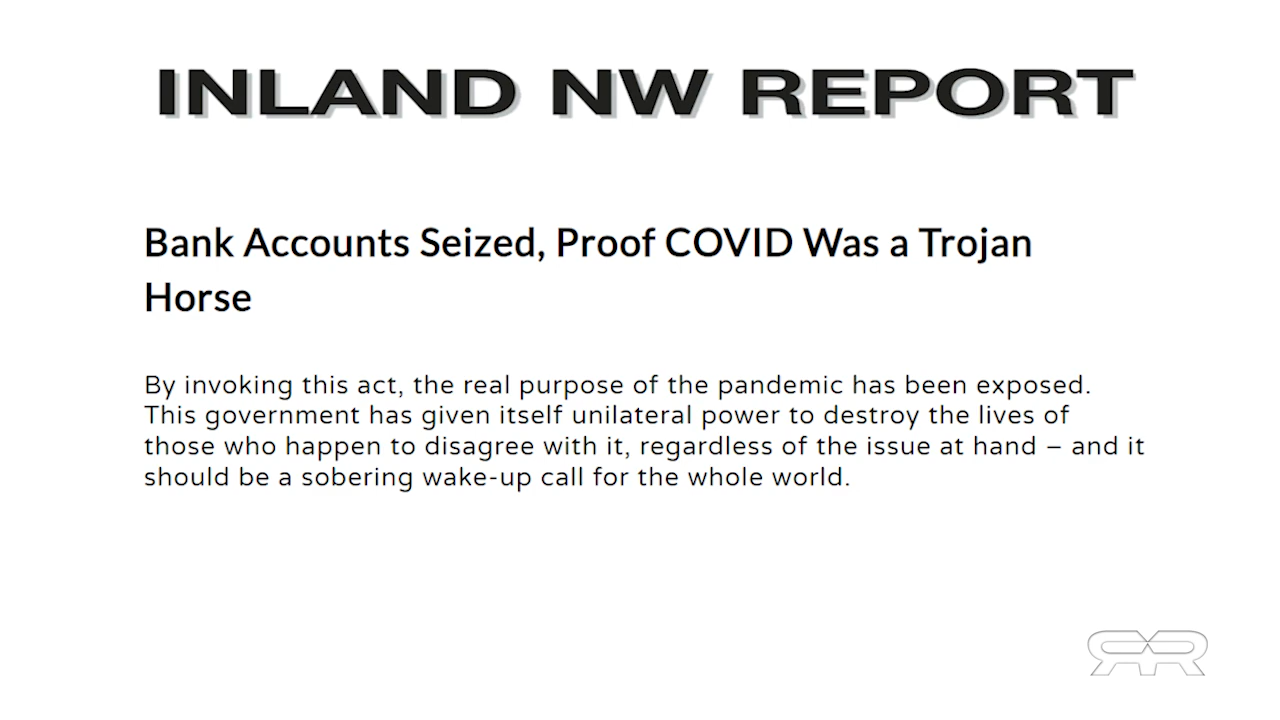 INLAND NW REPORT
Bank Accounts Seized, Proof COVID Was a Trojan
Horse
By invoking this act, the real purpose of the pandemic has been exposed.
This government has given itself unilateral power to destroy the lives of
those who happen to disagree with it, regardless of the issue at hand – and it
should be a sobering wake-up call for the whole world.
RR